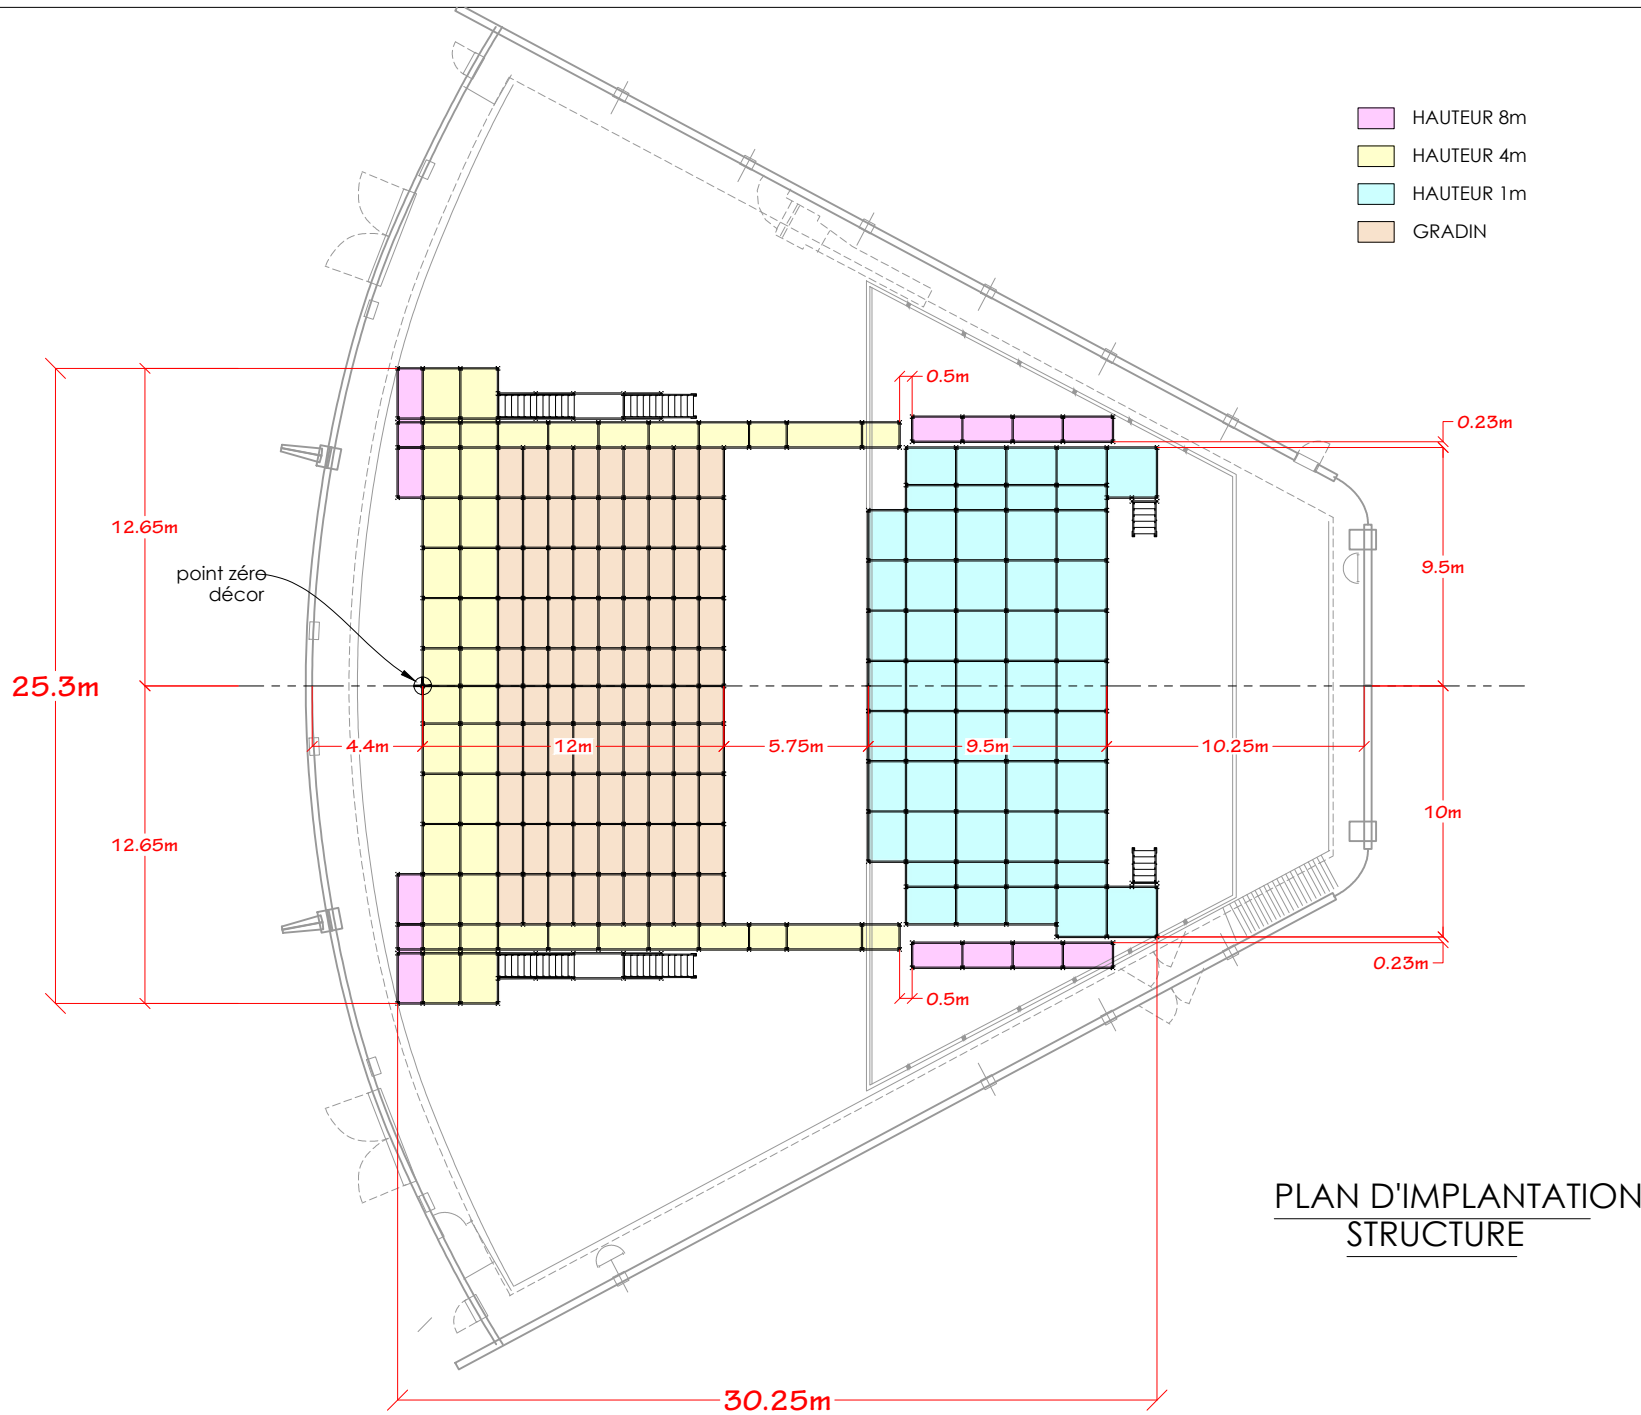 HAUTEUR 8m
HAUTEUR 4m
HAUTEUR 1m
GRADIN
0.5m
0.23m
12.65m
9.5m
point zéro
décor
25.3m
4.4m
12m
5.75m
9.5m
10.25m
10m
12.65m
0.23m
0.5m
PLAN D'IMPLANTATION
STRUCTURE
30.25m